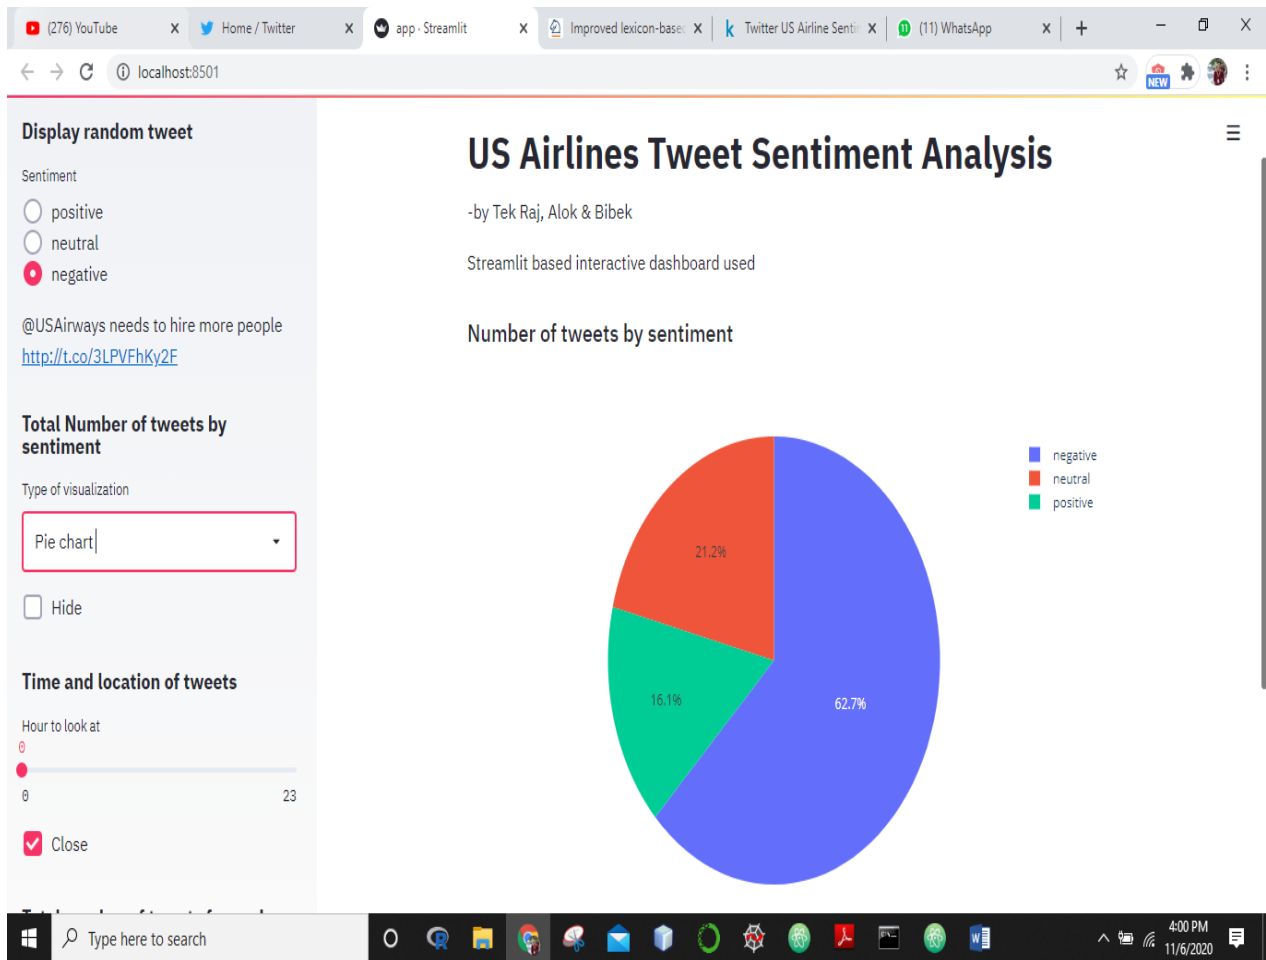 (276) YouTube
Home / Twitter
app · Streamlit
Improved lexicon-based
Twitter US Airline Sentim
(11) WhatsApp
localhost:8501
NEW
Display random tweet
Sentiment
positive
neutral
negative
@USAirways needs to hire more people
http://t.co/3LPVFhKy2F
Total Number of tweets by
sentiment
Type of visualization
Pie chart
Hide
Time and location of tweets
Hour to look at
0
0 23
Close
US Airlines Tweet Sentiment Analysis
-by Tek Raj, Alok & Bibek
Streamlit based interactive dashboard used
Number of tweets by sentiment
negative
neutral
positive
21.2%
16.1%
62.7%
Type here to search
4:00 PM
11/6/2020